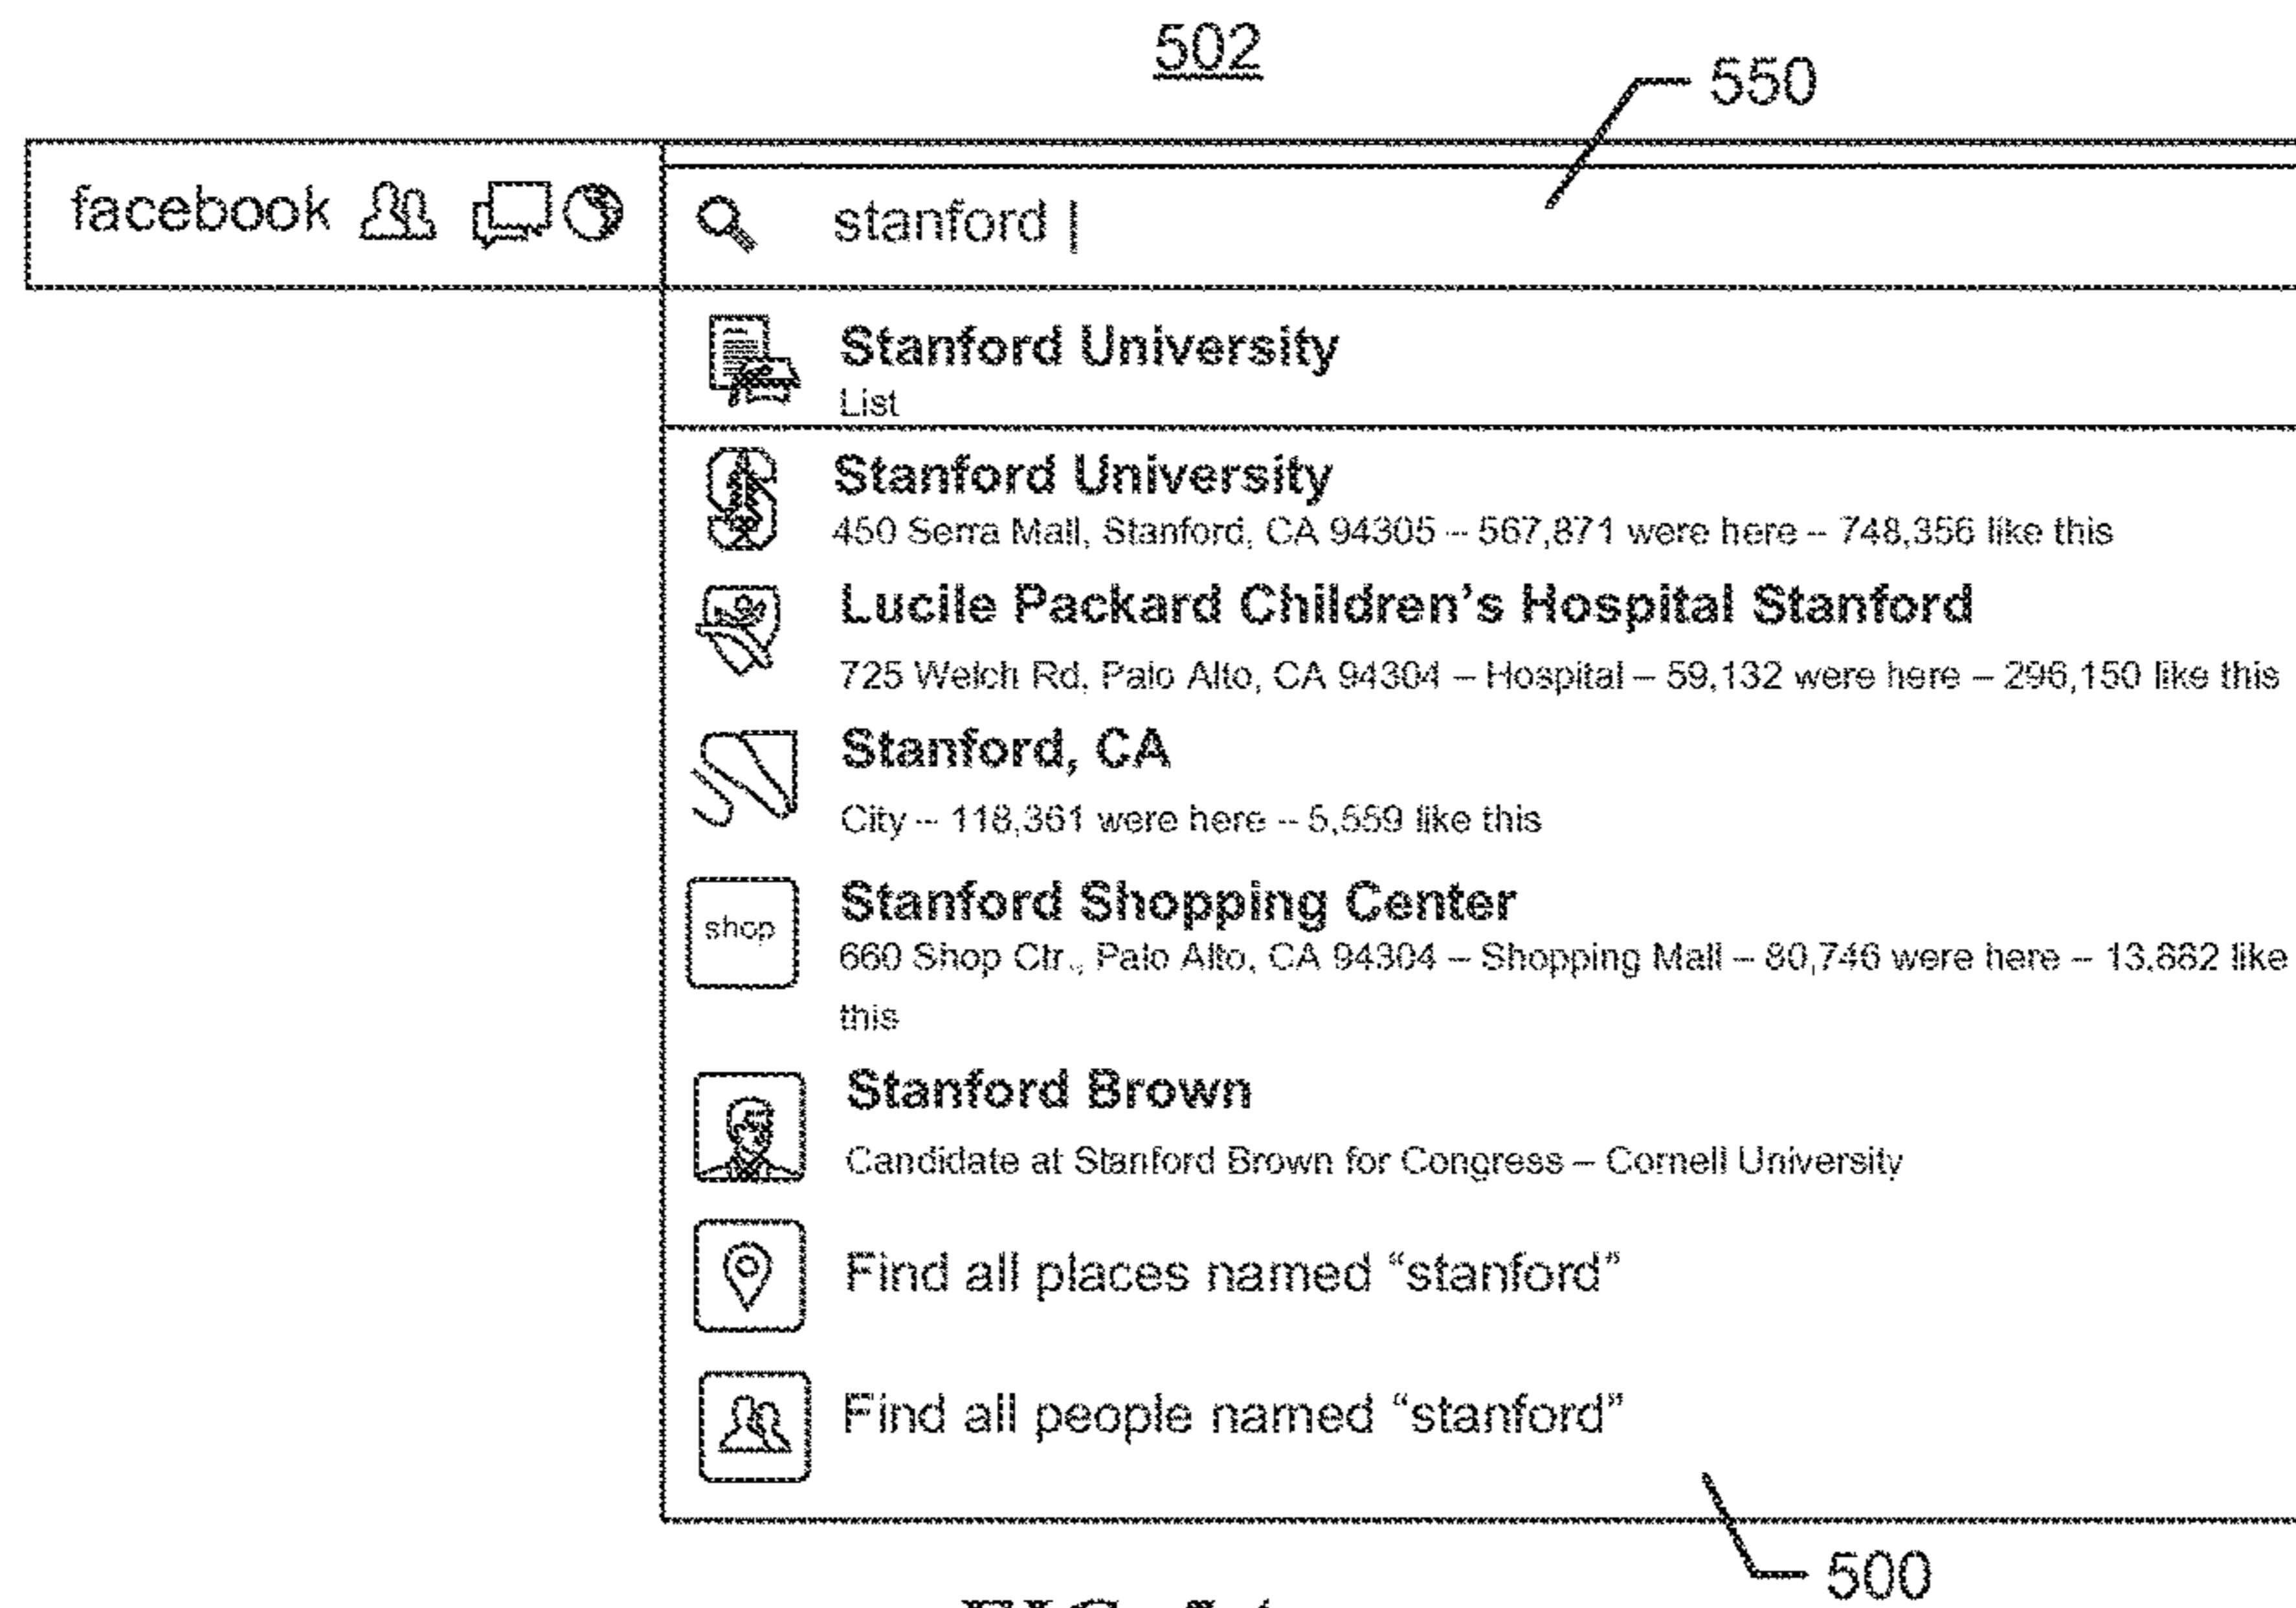 502
550
facebook
stanford
Stanford University
List
Stanford University
450 Serra Mall, Stanford, CA 94305 -- 567,871 were here – 748,356 like this
Lucile Packard Children's Hospital Stanford
725 Welch Rd, Palo Alto, CA 94304 – Hospital – 59,132 were here – 296,150 like this
Stanford, CA
City -- 118,361 were here -- 5,559 like this
shop
Stanford Shopping Center
660 Shop Ctr., Palo Alto, CA 94304 – Shopping Mall – 80,746 were here – like
this
Stanford Brown
Candidate at Stanford Brown for Congress – Cornell University
Find all places named “stanford”
Find all people named “stanford”
500